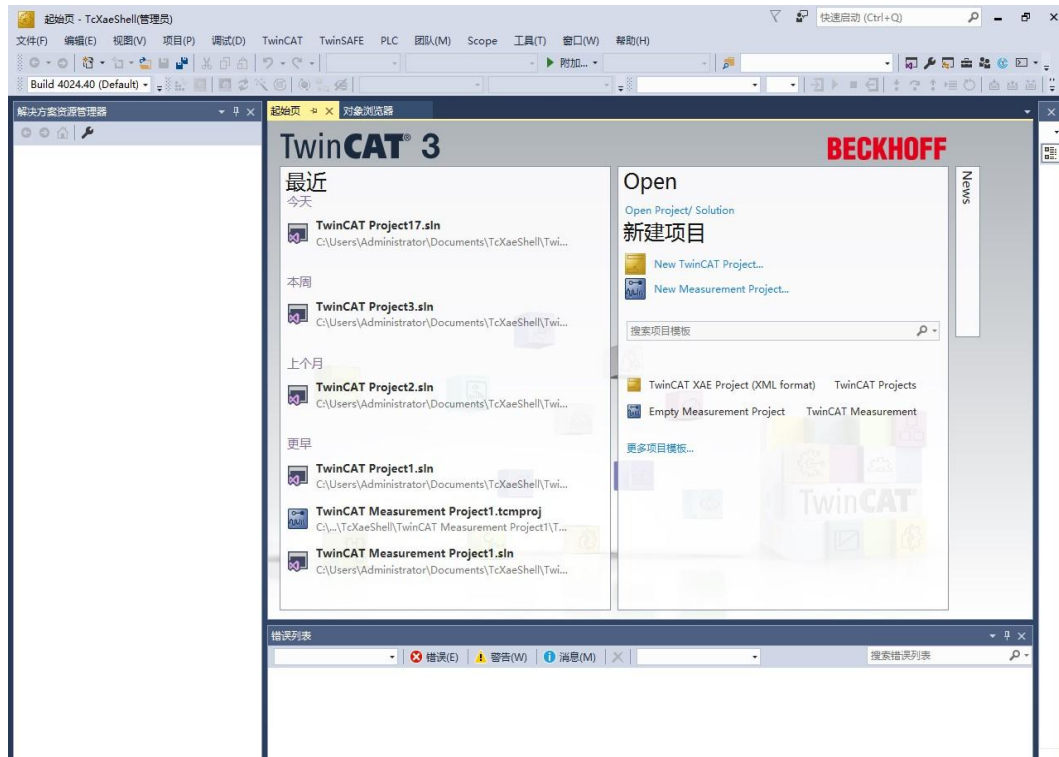 起始页 - TcXaeShell(管理员)
快速启动 (Ctrl+Q)
文件(F) 编辑(E) 视图(V) 项目(P) 调试(D) TwinCAT TwinSAFE PLC 团队(M) Scope 工具(T) 窗口(W) 帮助(H)
附加...
Build 4024.40 (Default)
解决方案资源管理器
起始页 对象浏览器
TwinCAT® 3
BECKHOFF
最近
今天
TwinCAT Project17.sln
C:\Users\Administrator\Documents\TcXaeShell\Twi...
本周
TwinCAT Project3.sln
C:\Users\Administrator\Documents\TcXaeShell\Twi...
上个月
TwinCAT Project2.sln
C:\Users\Administrator\Documents\TcXaeShell\Twi...
更早
TwinCAT Project1.sln
C:\Users\Administrator\Documents\TcXaeShell\Twi...
TwinCAT Measurement Project1.tcmproj
C:\...\TcXaeShell\TwinCAT Measurement Project1\T...
TwinCAT Measurement Project1.sln
C:\Users\Administrator\Documents\TcXaeShell\Twi...
Open
Open Project/ Solution
新建项目
New TwinCAT Project...
New Measurement Project...
搜索项目模板
TwinCAT XAE Project (XML format) TwinCAT Projects
Empty Measurement Project TwinCAT Measurement
更多项目模板...
TwinCAT
News
错误列表
错误(E) 警告(W) 消息(M)
搜索错误列表